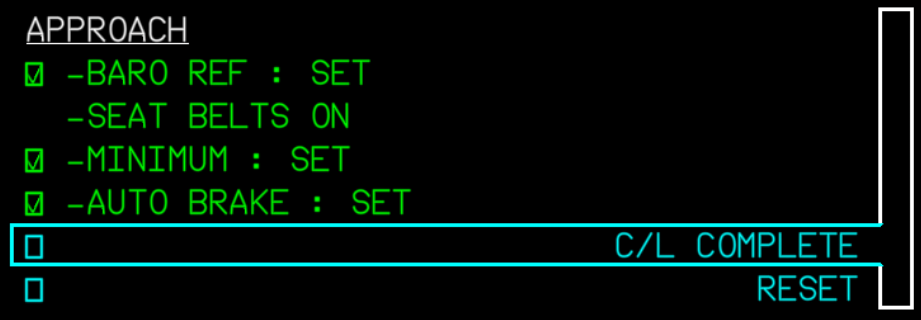 APPROACH
-BARO REF : SET
-SEAT BELTS ON
-MINIMUM : SET
-AUTO BRAKE : SET
C/L COMPLETE
RESET